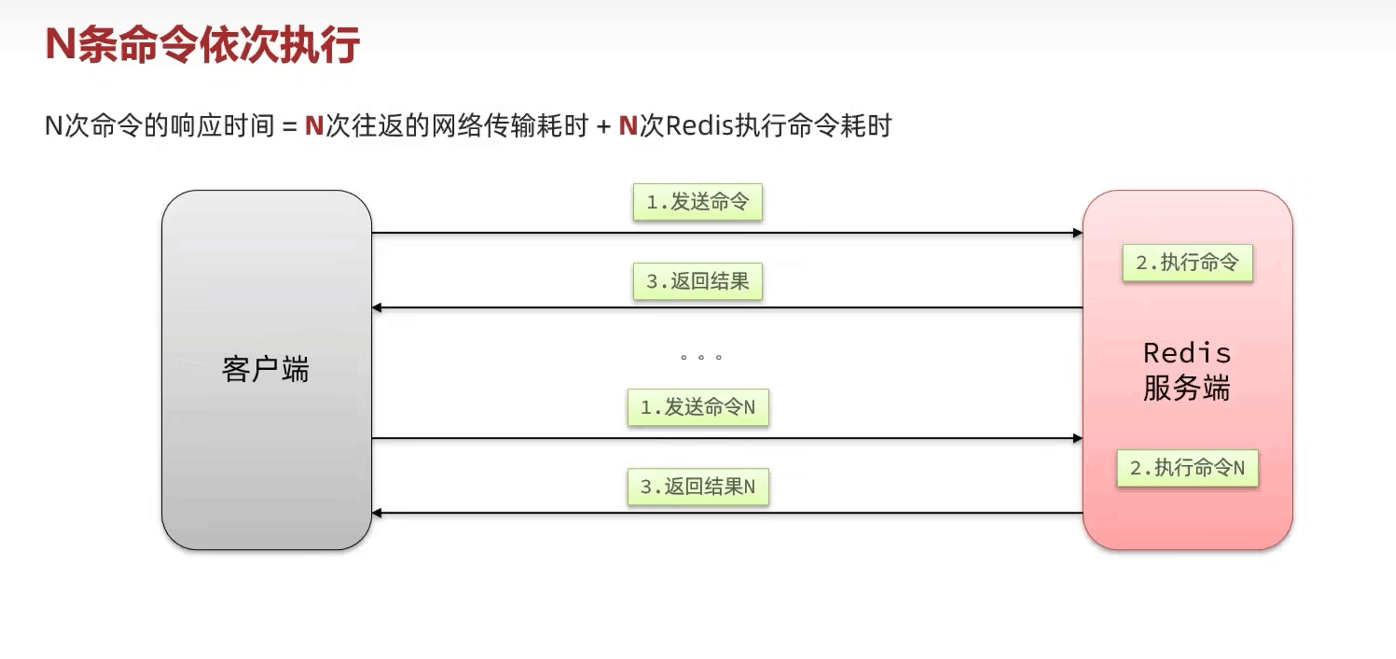 N条命令依次执行
N次命令的响应时间 = N次往返的网络传输耗时 + N次Redis执行命令耗时
1.发送命令
2.执行命令
3.返回结果
。。。
客户端
Redis
服务端
1.发送命令N
2.执行命令N
3.返回结果N